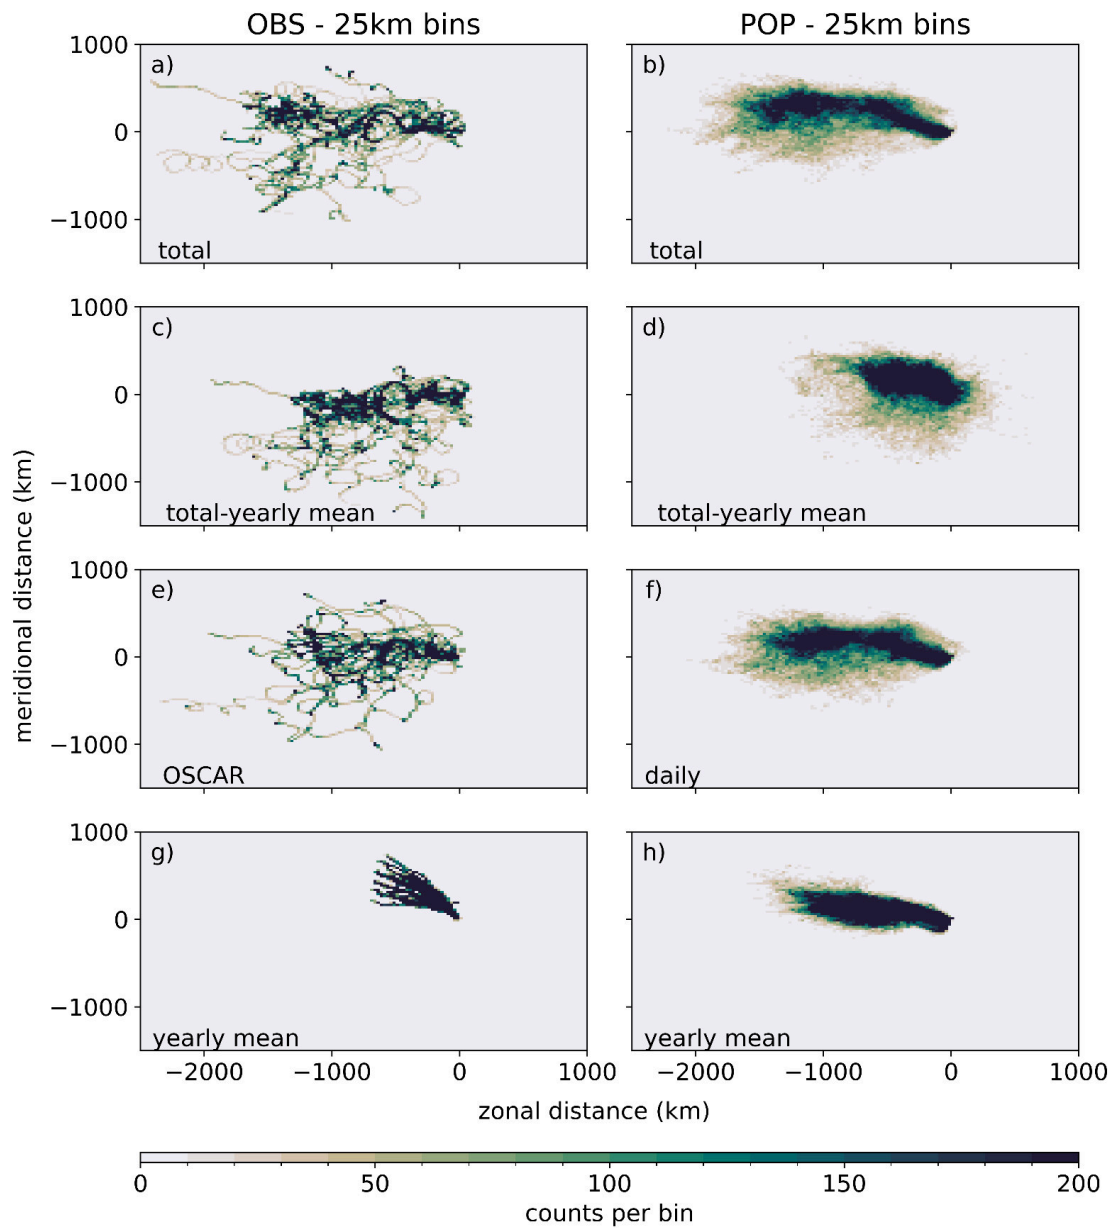 OBS - 25km bins
POP - 25km bins
1000
0
−1000
a)
total
b)
total
1000
0
−1000
c)
total-yearly mean
d)
total-yearly mean
meridional distance (km)
1000
0
−1000
e)
OSCAR
f)
daily
1000
0
−1000
g)
yearly mean
h)
yearly mean
−2000 −1000 0 1000
−2000 −1000 0 1000
zonal distance (km)
0 50 100 150 200
counts per bin